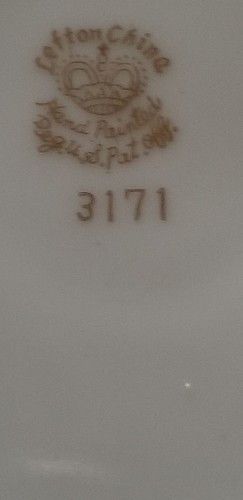 Lefton China
Hand Painted
Reg. U.S. Pat. Off.
3171